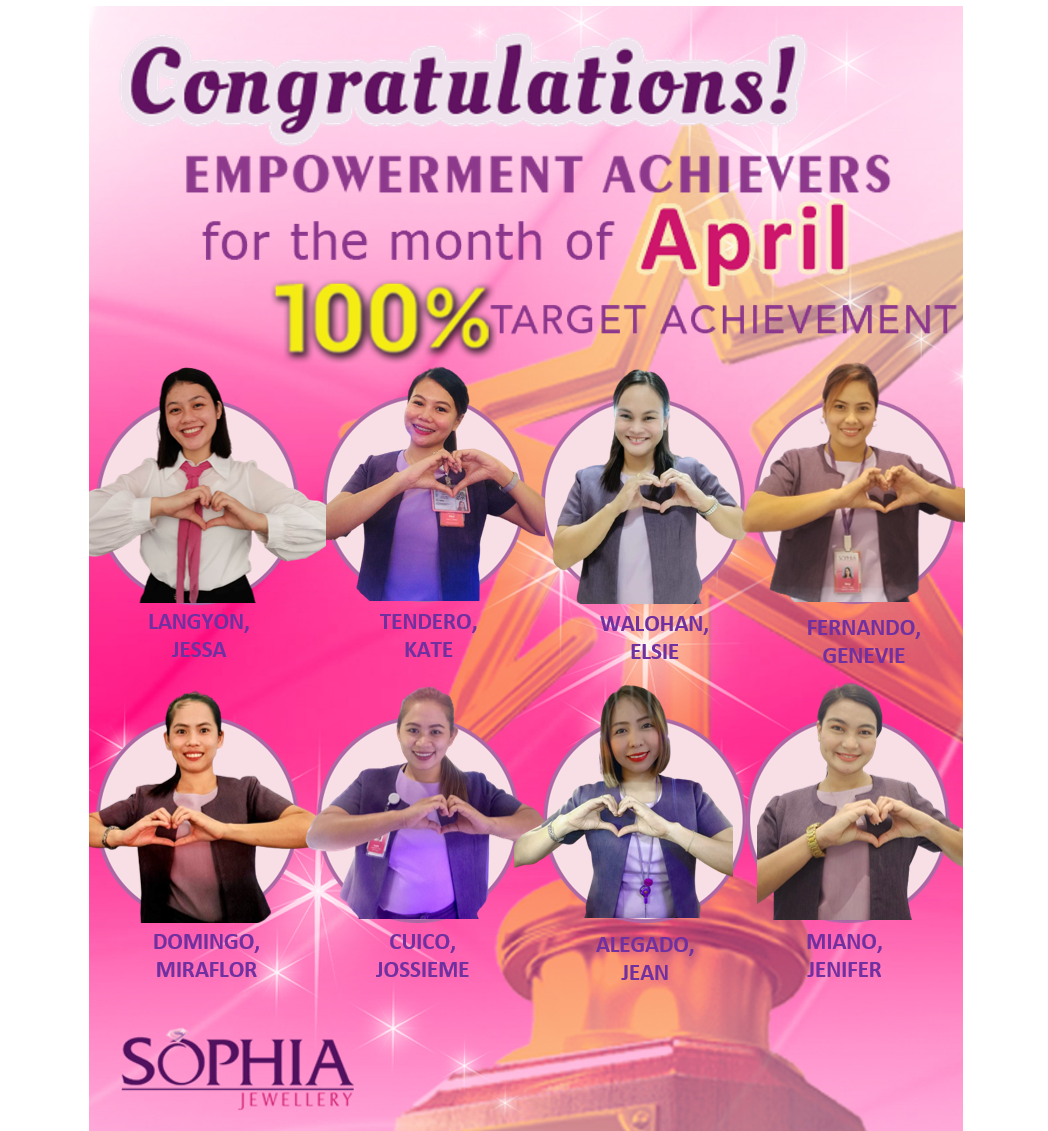 Congratulations!
EMPOWERMENT ACHIEVERS
for the month of April
100% TARGET ACHIEVEMENT
LANGYON,
JESSA
TENDERO,
KATE
WALOHAN,
ELSIE
FERNANDO,
GENEVIE
DOMINGO,
MIRAFLOR
CUICO,
JOSSIEME
ALEGADO,
JEAN
MIANO,
JENIFER
SOPHIA
JEWELLERY